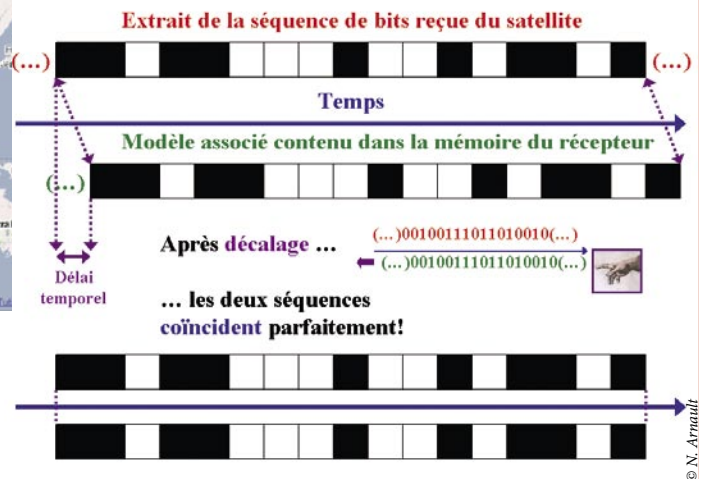 Extrait de la séquence de bits reçue du satellite
(...) (...)
Temps
Modèle associé contenu dans la mémoire du récepteur
(...)
Après décalage ...
(...)00100111011010010(...)
(...)00100111011010010(...)
Délai
temporel
... les deux séquences
coïncident parfaitement!
© N. Arnault